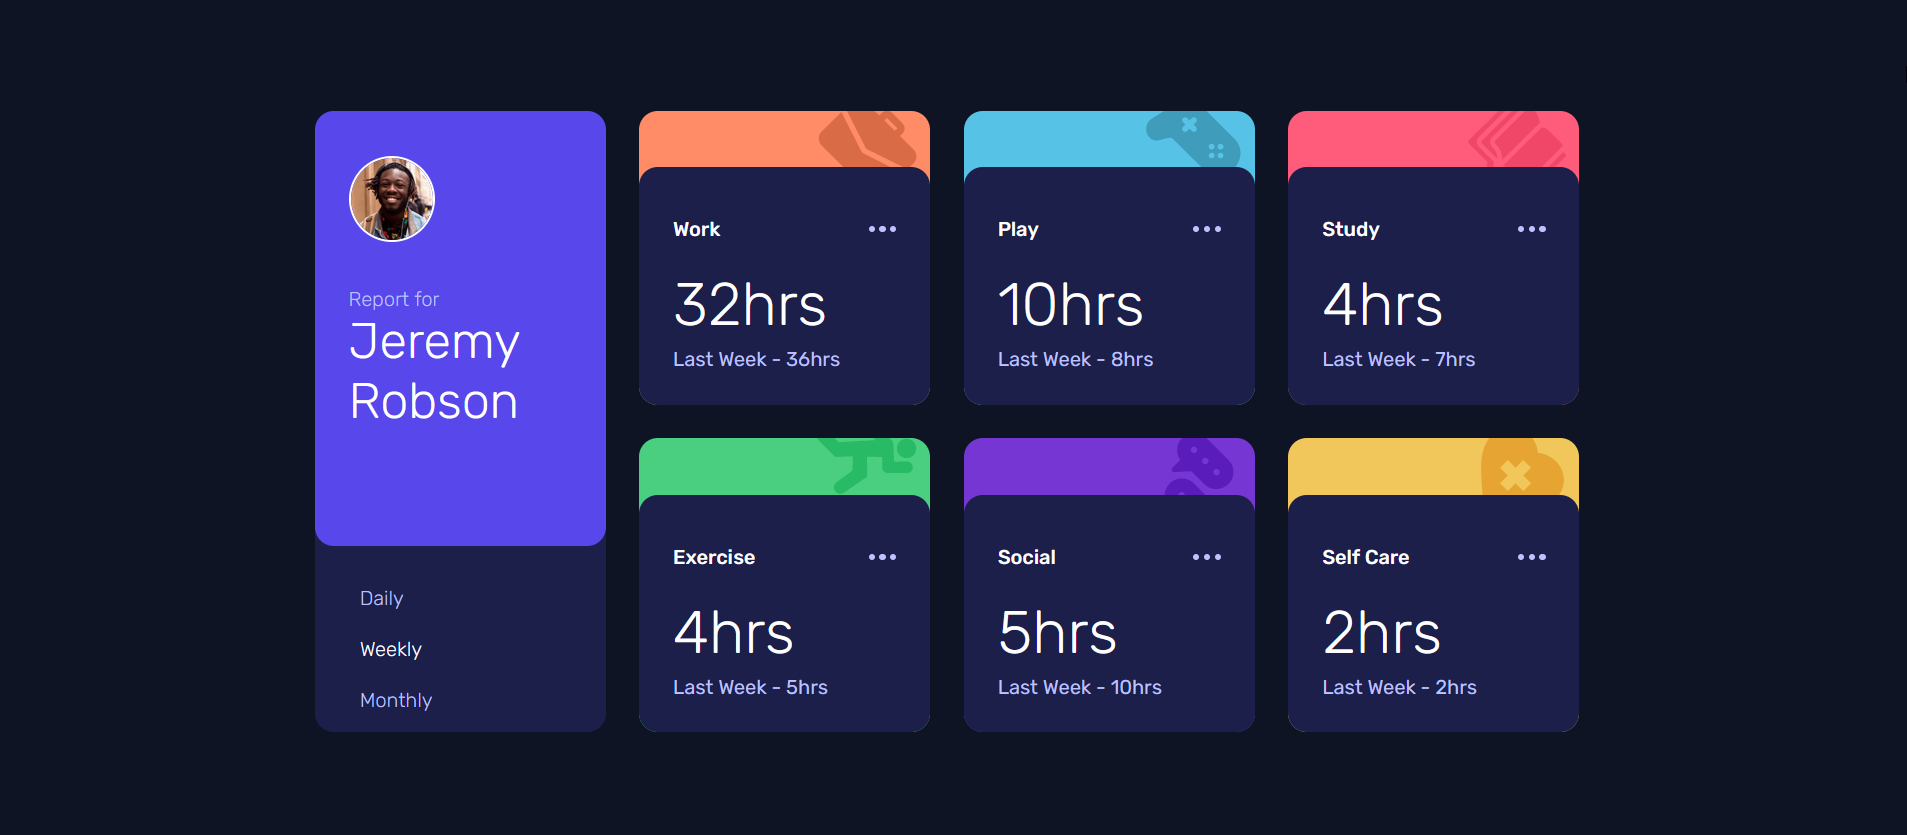 Report for
Jeremy
Robson
Daily
Weekly
Monthly
Work
32hrs
Last Week - 36hrs
Play
10hrs
Last Week - 8hrs
Study
4hrs
Last Week - 7hrs
Exercise
4hrs
Last Week - 5hrs
Social
5hrs
Last Week - 10hrs
Self Care
2hrs
Last Week - 2hrs